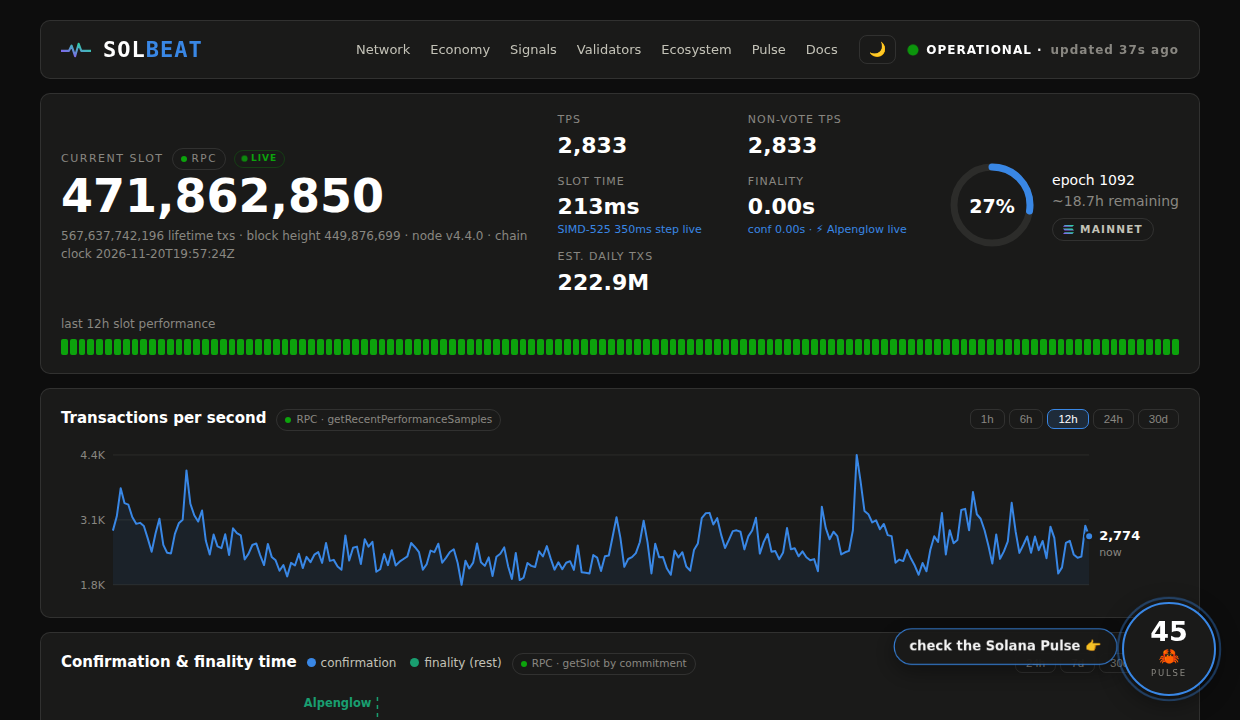 SOLBEAT
Network Economy Signals Validators Ecosystem Pulse Docs
OPERATIONAL · updated 37s ago
CURRENT SLOT RPC LIVE
471,862,850
567,637,742,196 lifetime txs · block height 449,876,699 · node v4.4.0 · chain
clock 2026-11-20T19:57:24Z
TPS
2,833
NON-VOTE TPS
2,833
SLOT TIME
213ms
SIMD-525 350ms step live
FINALITY
0.00s
conf 0.00s · ⚡ Alpenglow live
EST. DAILY TXS
222.9M
27%
epoch 1092
~18.7h remaining
MAINNET
last 12h slot performance
Transactions per second RPC · getRecentPerformanceSamples
1h 6h 12h 24h 30d
4.4K
3.1K
1.8K
2,774
now
Confirmation & finality time confirmation finality (rest) RPC · getSlot by commitment
check the Solana Pulse 👉
45
PULSE
Alpenglow